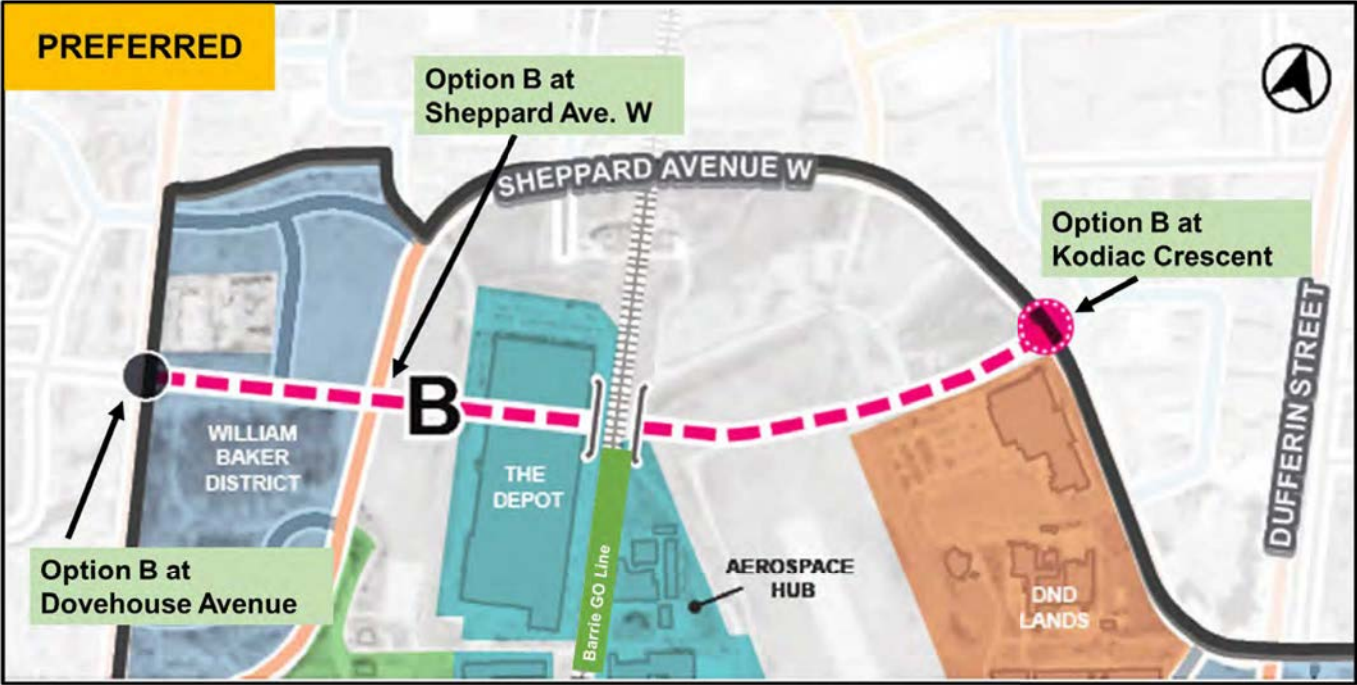 PREFERRED
Option B at
Sheppard Ave. W
SHEPPARD AVENUE W
Option B at
Kodiac Crescent
DUFFERIN STREET
B
WILLIAM
BAKER
DISTRICT
THE
DEPOT
Option B at
Dovehouse Avenue
Barrie GO Line
AEROSPACE
HUB
DND
LANDS